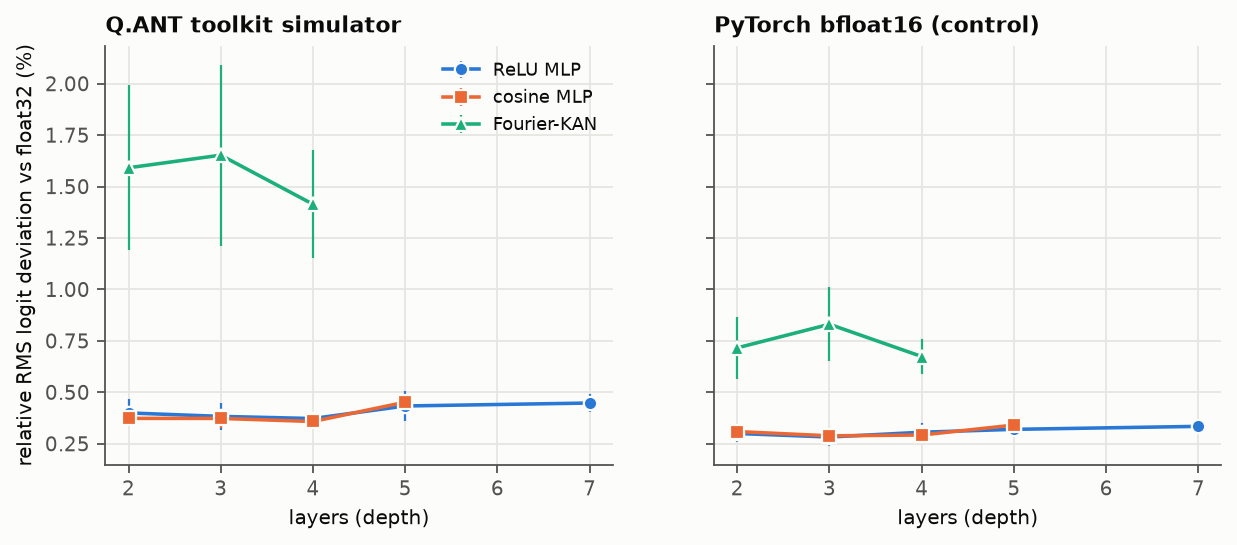 Q.ANT toolkit simulator
relative RMS logit deviation vs float32 (%)
2.00
1.75
1.50
1.25
1.00
0.75
0.50
0.25
ReLU MLP
cosine MLP
Fourier-KAN
2 3 4 5 6 7
layers (depth)
PyTorch bfloat16 (control)
2 3 4 5 6 7
layers (depth)